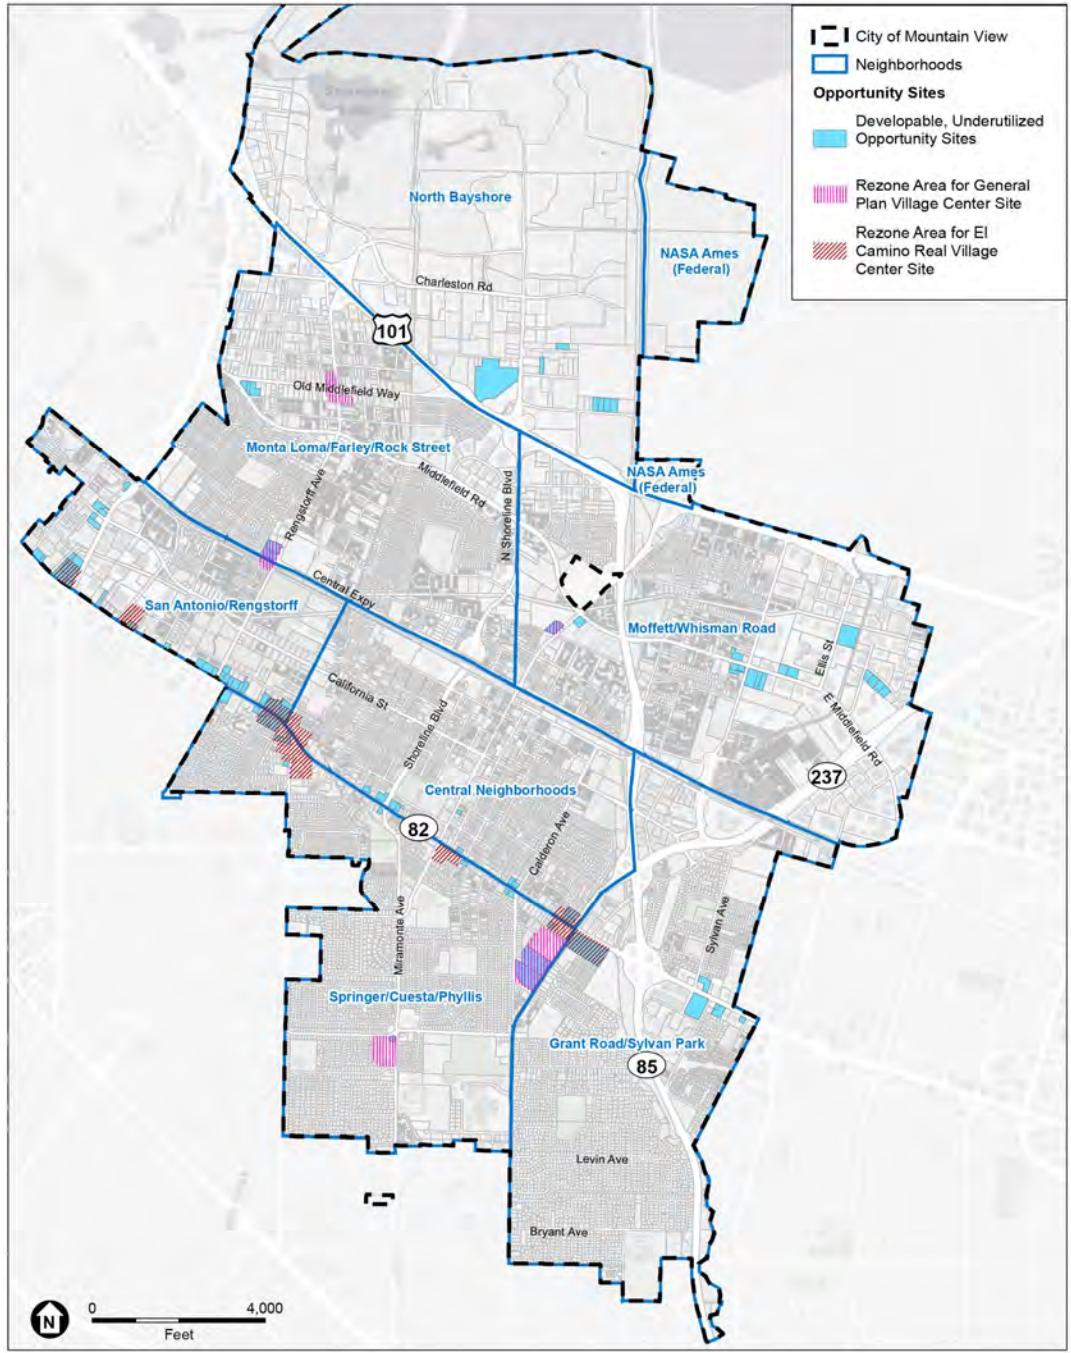 City of Mountain View
Neighborhoods
Opportunity Sites
Developable, Underutilized
Opportunity Sites
Rezone Area for General
Plan Village Center Site
Rezone Area for El
Camino Real Village
Center Site
North Bayshore
NASA Ames
(Federal)
Charleston Rd
101
Old Middlefield Way
Monta Loma/Farley/Rock Street
Middlefield Rd
NASA Ames
(Federal)
Rengstorff Ave
N Shoreline Blvd
Central Expy
San Antonio/Rengstorff
Moffett/Whisman Road
Ellis St
California St
E Middlefield Rd
Shoreline Blvd
237
Central Neighborhoods
82
Calderon Ave
Miramonte Ave
Sylvan Ave
Springer/Cuesta/Phyllis
Grant Road/Sylvan Park
85
Levin Ave
Bryant Ave
N
0 4,000
Feet